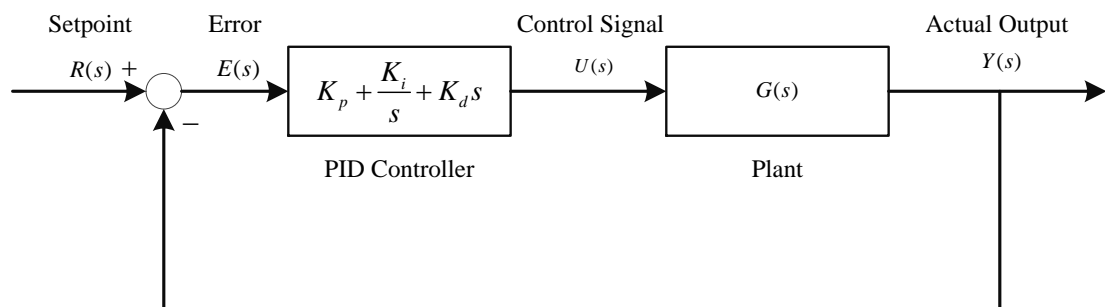 Setpoint Error Control Signal Actual Output
R(s) + E(s) U(s) Y(s)
K_p + K_i/s + K_d s
G(s)
−
PID Controller Plant